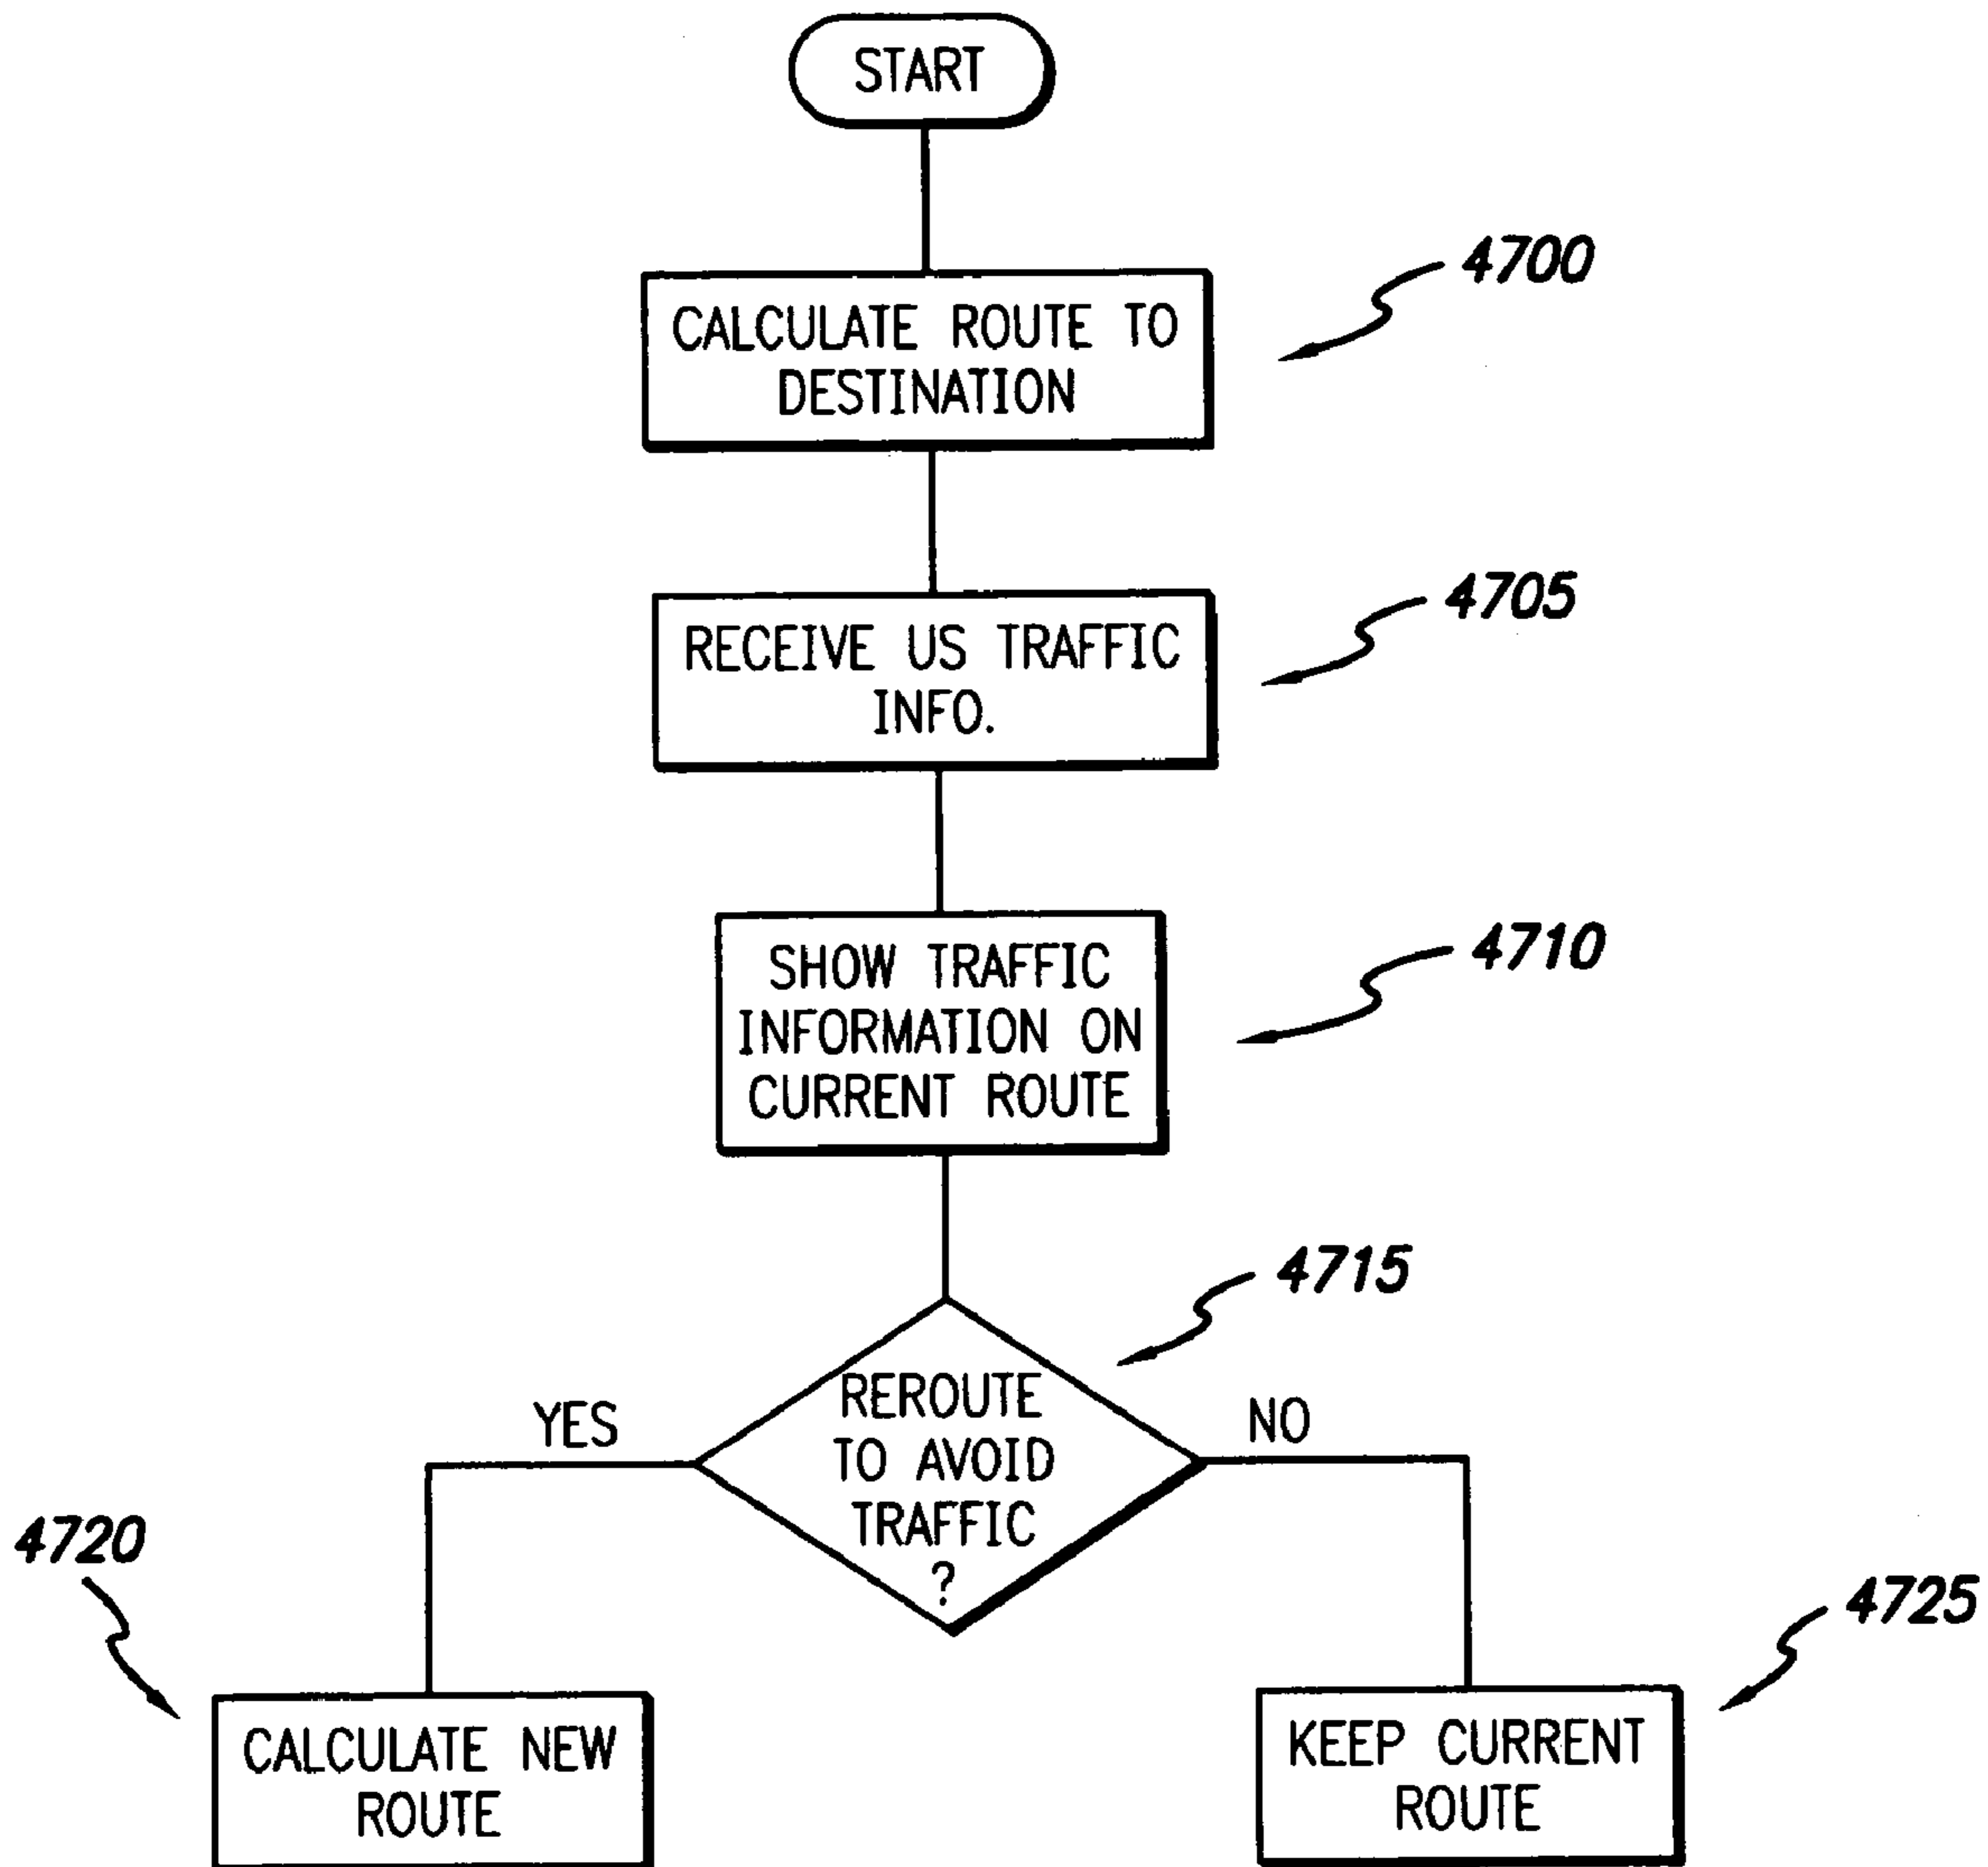 START
4700
CALCULATE ROUTE TO
DESTINATION
4705
RECEIVE US TRAFFIC
INFO.
4710
SHOW TRAFFIC
INFORMATION ON
CURRENT ROUTE
4715
REROUTE
TO AVOID
TRAFFIC
?
YES
NO
4720
4725
CALCULATE NEW
ROUTE
KEEP CURRENT
ROUTE